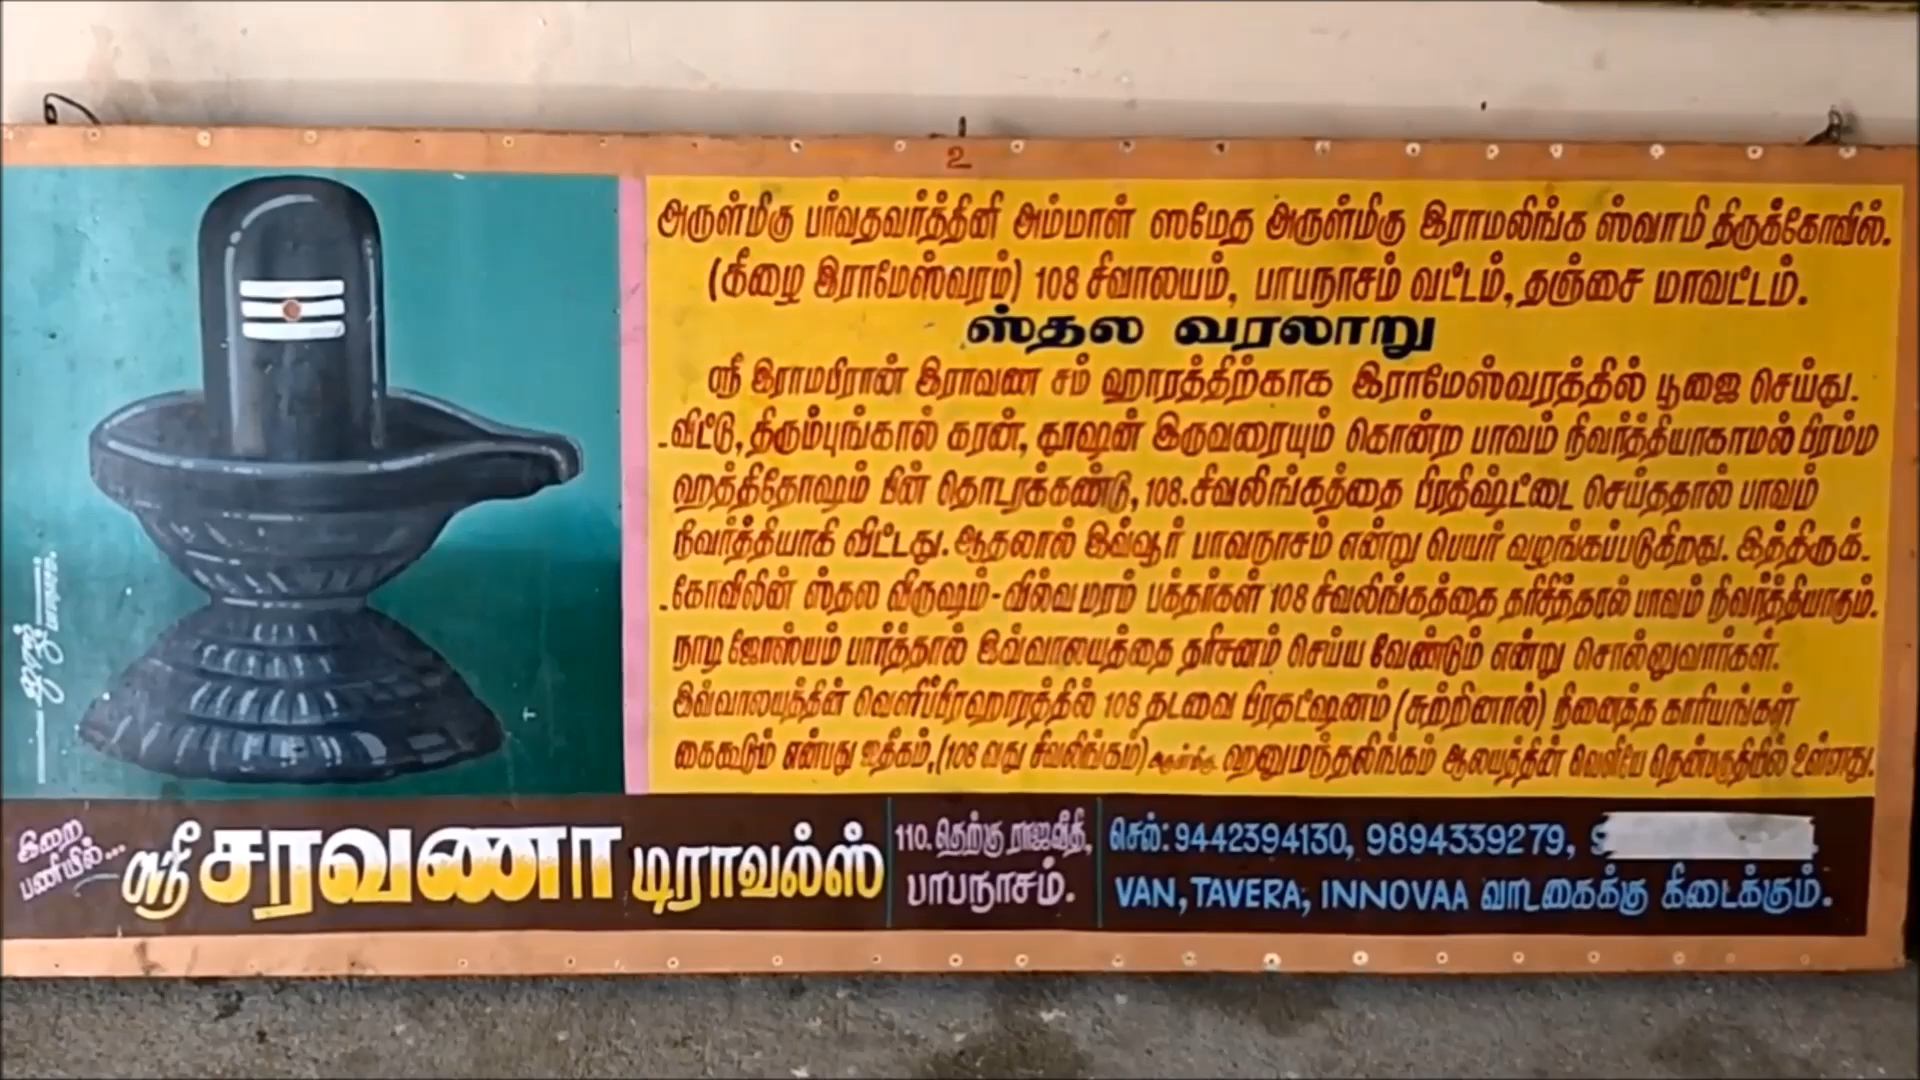 உ
அருள்மிகு பர்வதவர்த்தினி அம்மாள் ஸமேத அருள்மிகு இராமலிங்க ஸ்வாமி திருக்கோவில்.
(கீழை இராமேஸ்வரம்) 108 சிவாலயம், பாபநாசம் வட்டம், தஞ்சை மாவட்டம்.
ஸ்தல வரலாறு
ஸ்ரீ இராமபிரான் இராவண சம் ஹாரத்திற்காக இராமேஸ்வரத்தில் பூஜை செய்து.
-விட்டு, திரும்புங்கால் கரன், தூஷன் இருவரையும் கொன்ற பாவம் நிவர்த்தியாகாமல் பிரம்ம
ஹத்திதோஷம் பின் தொடரக்கண்டு, 108.சிவலிங்கத்தை பிரதிஷ்ட்டை செய்ததால் பாவம்
நிவர்த்தியாகி விட்டது. ஆதலால் இவ்வூர் பாவநாசம் என்று பெயர் வழங்கப்படுகிறது. இத்திருக்.
-கோவிலின் ஸ்தல விருஷம் - வில்வ மரம் பக்தர்கள் 108 சிவலிங்கத்தை தரிசித்தால் பாவம் நிவர்த்தியாகும்.
நாடி ஜோஸ்யம் பார்த்தால் இவ்வாலயத்தை தரிசனம் செய்ய வேண்டும் என்று சொல்லுவார்கள்.
இவ்வாலயத்தின் வெளிப்பிரஹாரத்தில் 108 தடவை பிரதட்ஷனம் (சுற்றினால்) நினைத்த காரியங்கள்
கைகூடும் என்பது ஐதீகம், (108 வது சிவலிங்கம்) ஹனுமந்தலிங்கம் ஆலயத்தின் வெளியே தென்பகுதியில் உள்ளது.
இறை பணியில்...
ஸ்ரீ சரவணா டிராவல்ஸ்
110. தெற்கு ராஜவீதி,
பாபநாசம்.
செல்: 9442394130, 9894339279, 9
VAN, TAVERA, INNOVAA வாடகைக்கு கிடைக்கும்.